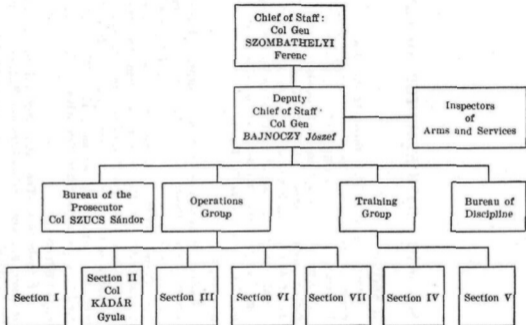 Chief of Staff:
Col Gen
SZOMBATHELYI
Ferenc
Deputy
Chief of Staff·
Col Gen
BAJNOCZY József
Inspectors
of
Arms and Services
Bureau of the
Prosecutor
Col SZUCS Sándor
Operations
Group
Training
Group
Bureau of
Discipline
Section I
Section II
Col
KÁDÁR
Gyula
Section III
Section VI
Section VII
Section IV
Section V